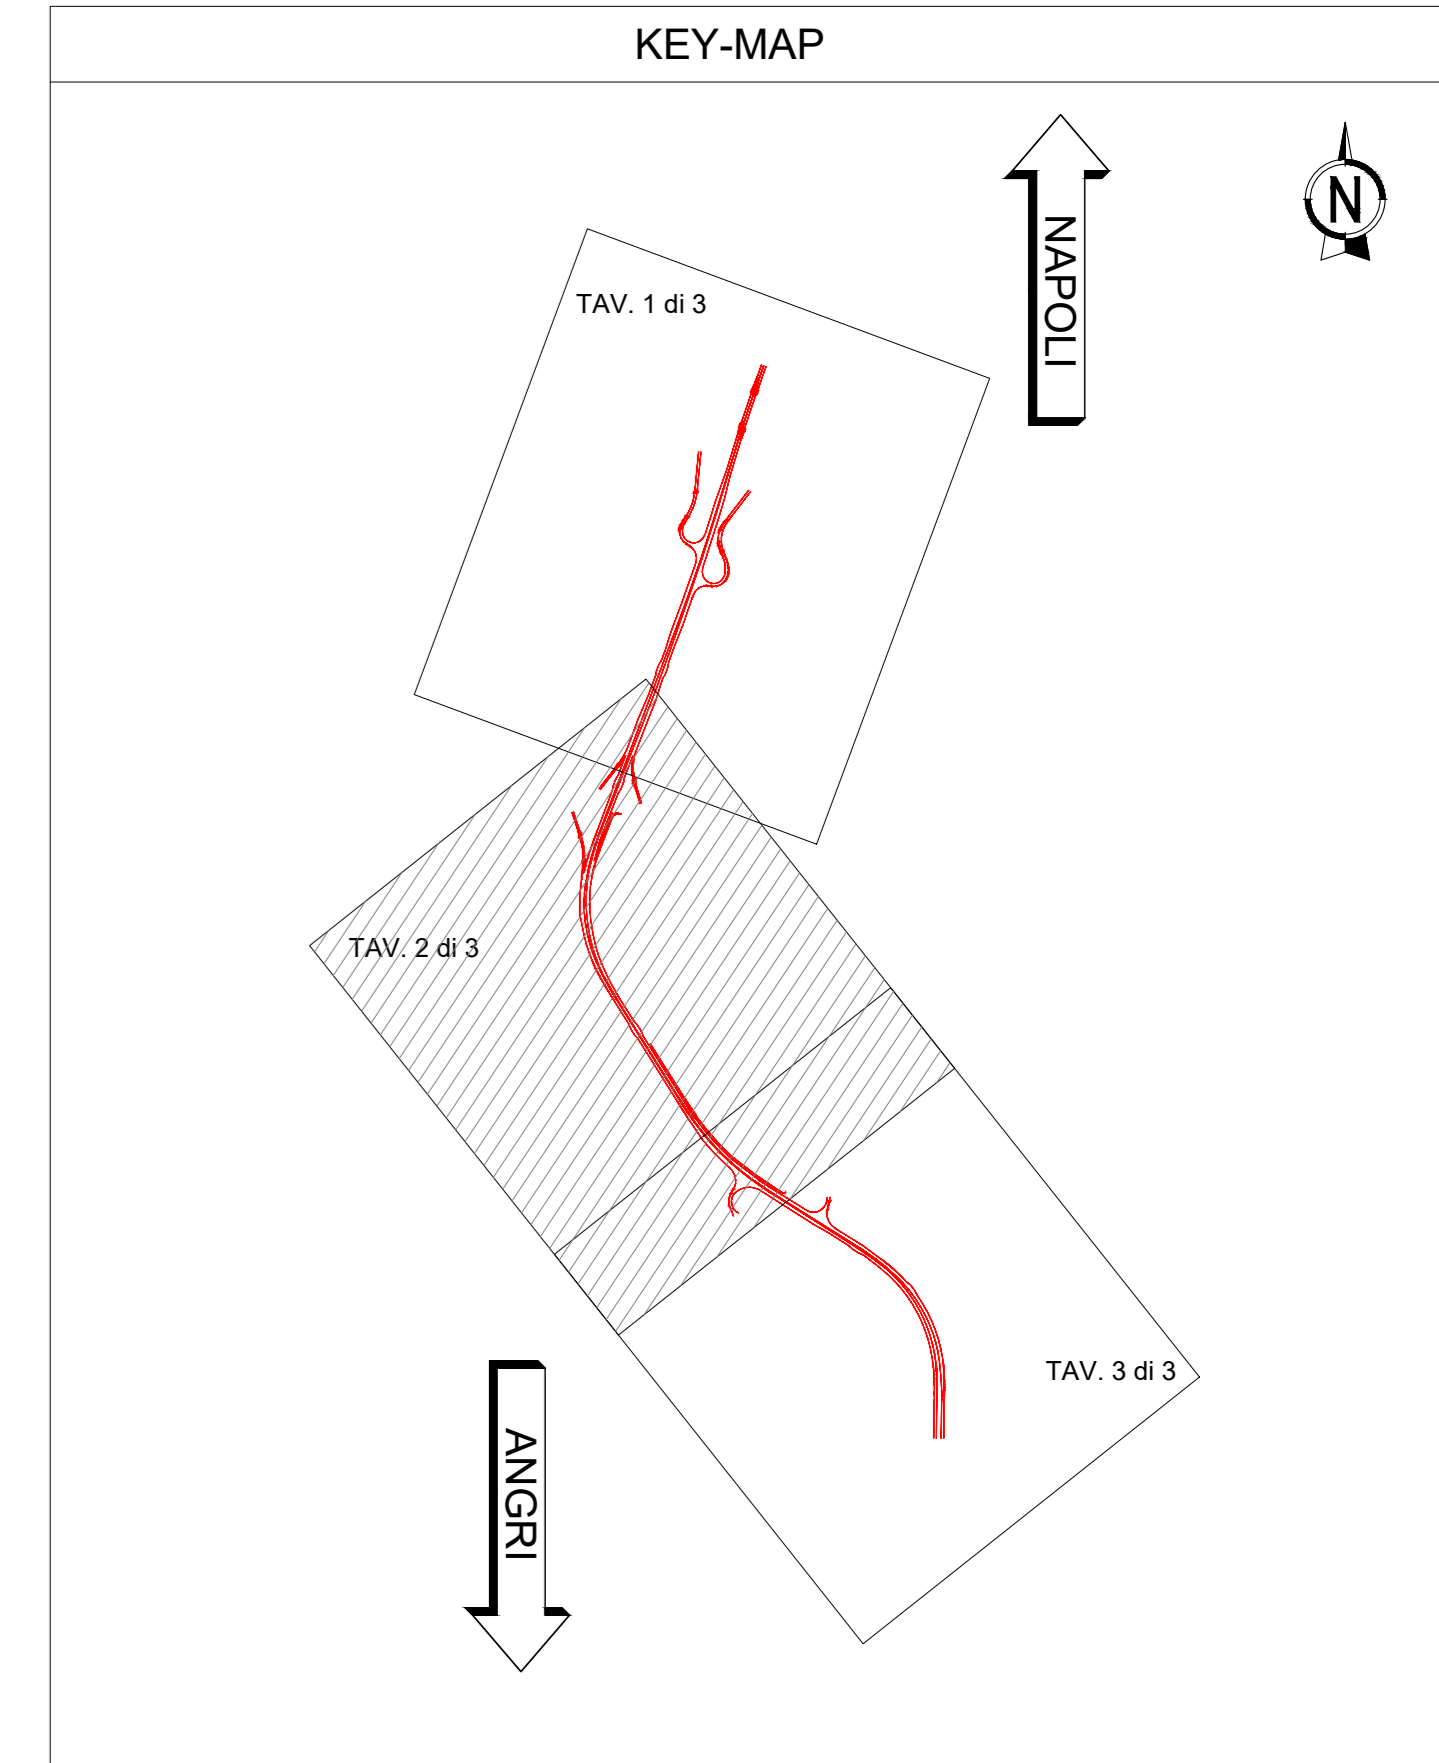 KEY-MAP
NAPOLI
N
TAV. 1 di 3
TAV. 2 di 3
TAV. 3 di 3
ANGRI